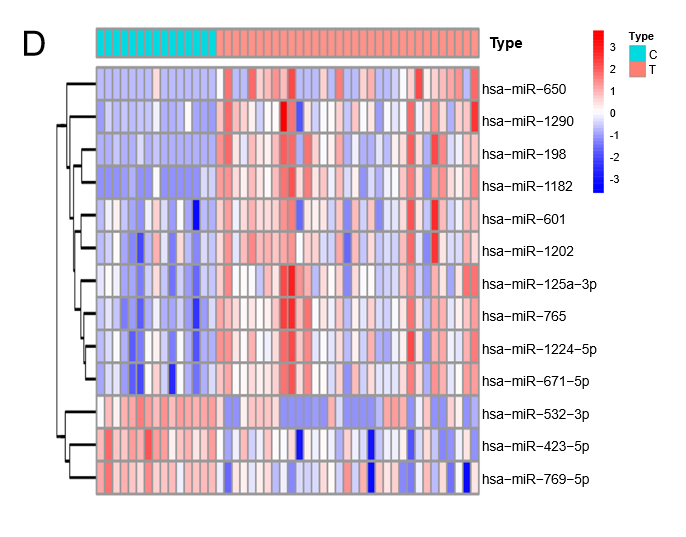 D
Type
hsa−miR−650
hsa−miR−1290
hsa−miR−198
hsa−miR−1182
hsa−miR−601
hsa−miR−1202
hsa−miR−125a−3p
hsa−miR−765
hsa−miR−1224−5p
hsa−miR−671−5p
hsa−miR−532−3p
hsa−miR−423−5p
hsa−miR−769−5p
3
2
1
0
-1
-2
-3
Type
C
T